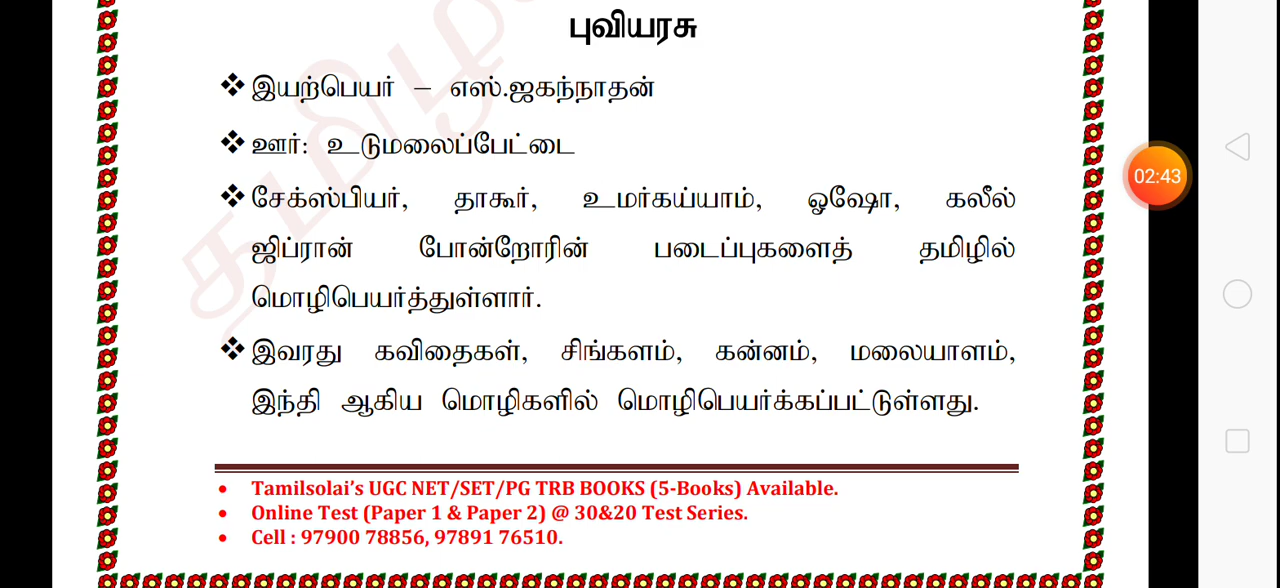 புவியரசு
❖ இயற்பெயர் – எஸ்.ஜகந்நாதன்
❖ ஊர்: உடுமலைப்பேட்டை
❖ சேக்ஸ்பியர், தாகூர், உமர்கய்யாம், ஓஷோ, கலீல்
ஜிப்ரான் போன்றோரின் படைப்புகளைத் தமிழில்
மொழிபெயர்த்துள்ளார்.
❖ இவரது கவிதைகள், சிங்களம், கன்னம், மலையாளம்,
இந்தி ஆகிய மொழிகளில் மொழிபெயர்க்கப்பட்டுள்ளது.
02:43
• Tamilsolai's UGC NET/SET/PG TRB BOOKS (5-Books) Available.
• Online Test (Paper 1 & Paper 2) @ 30&20 Test Series.
• Cell : 97900 78856, 97891 76510.